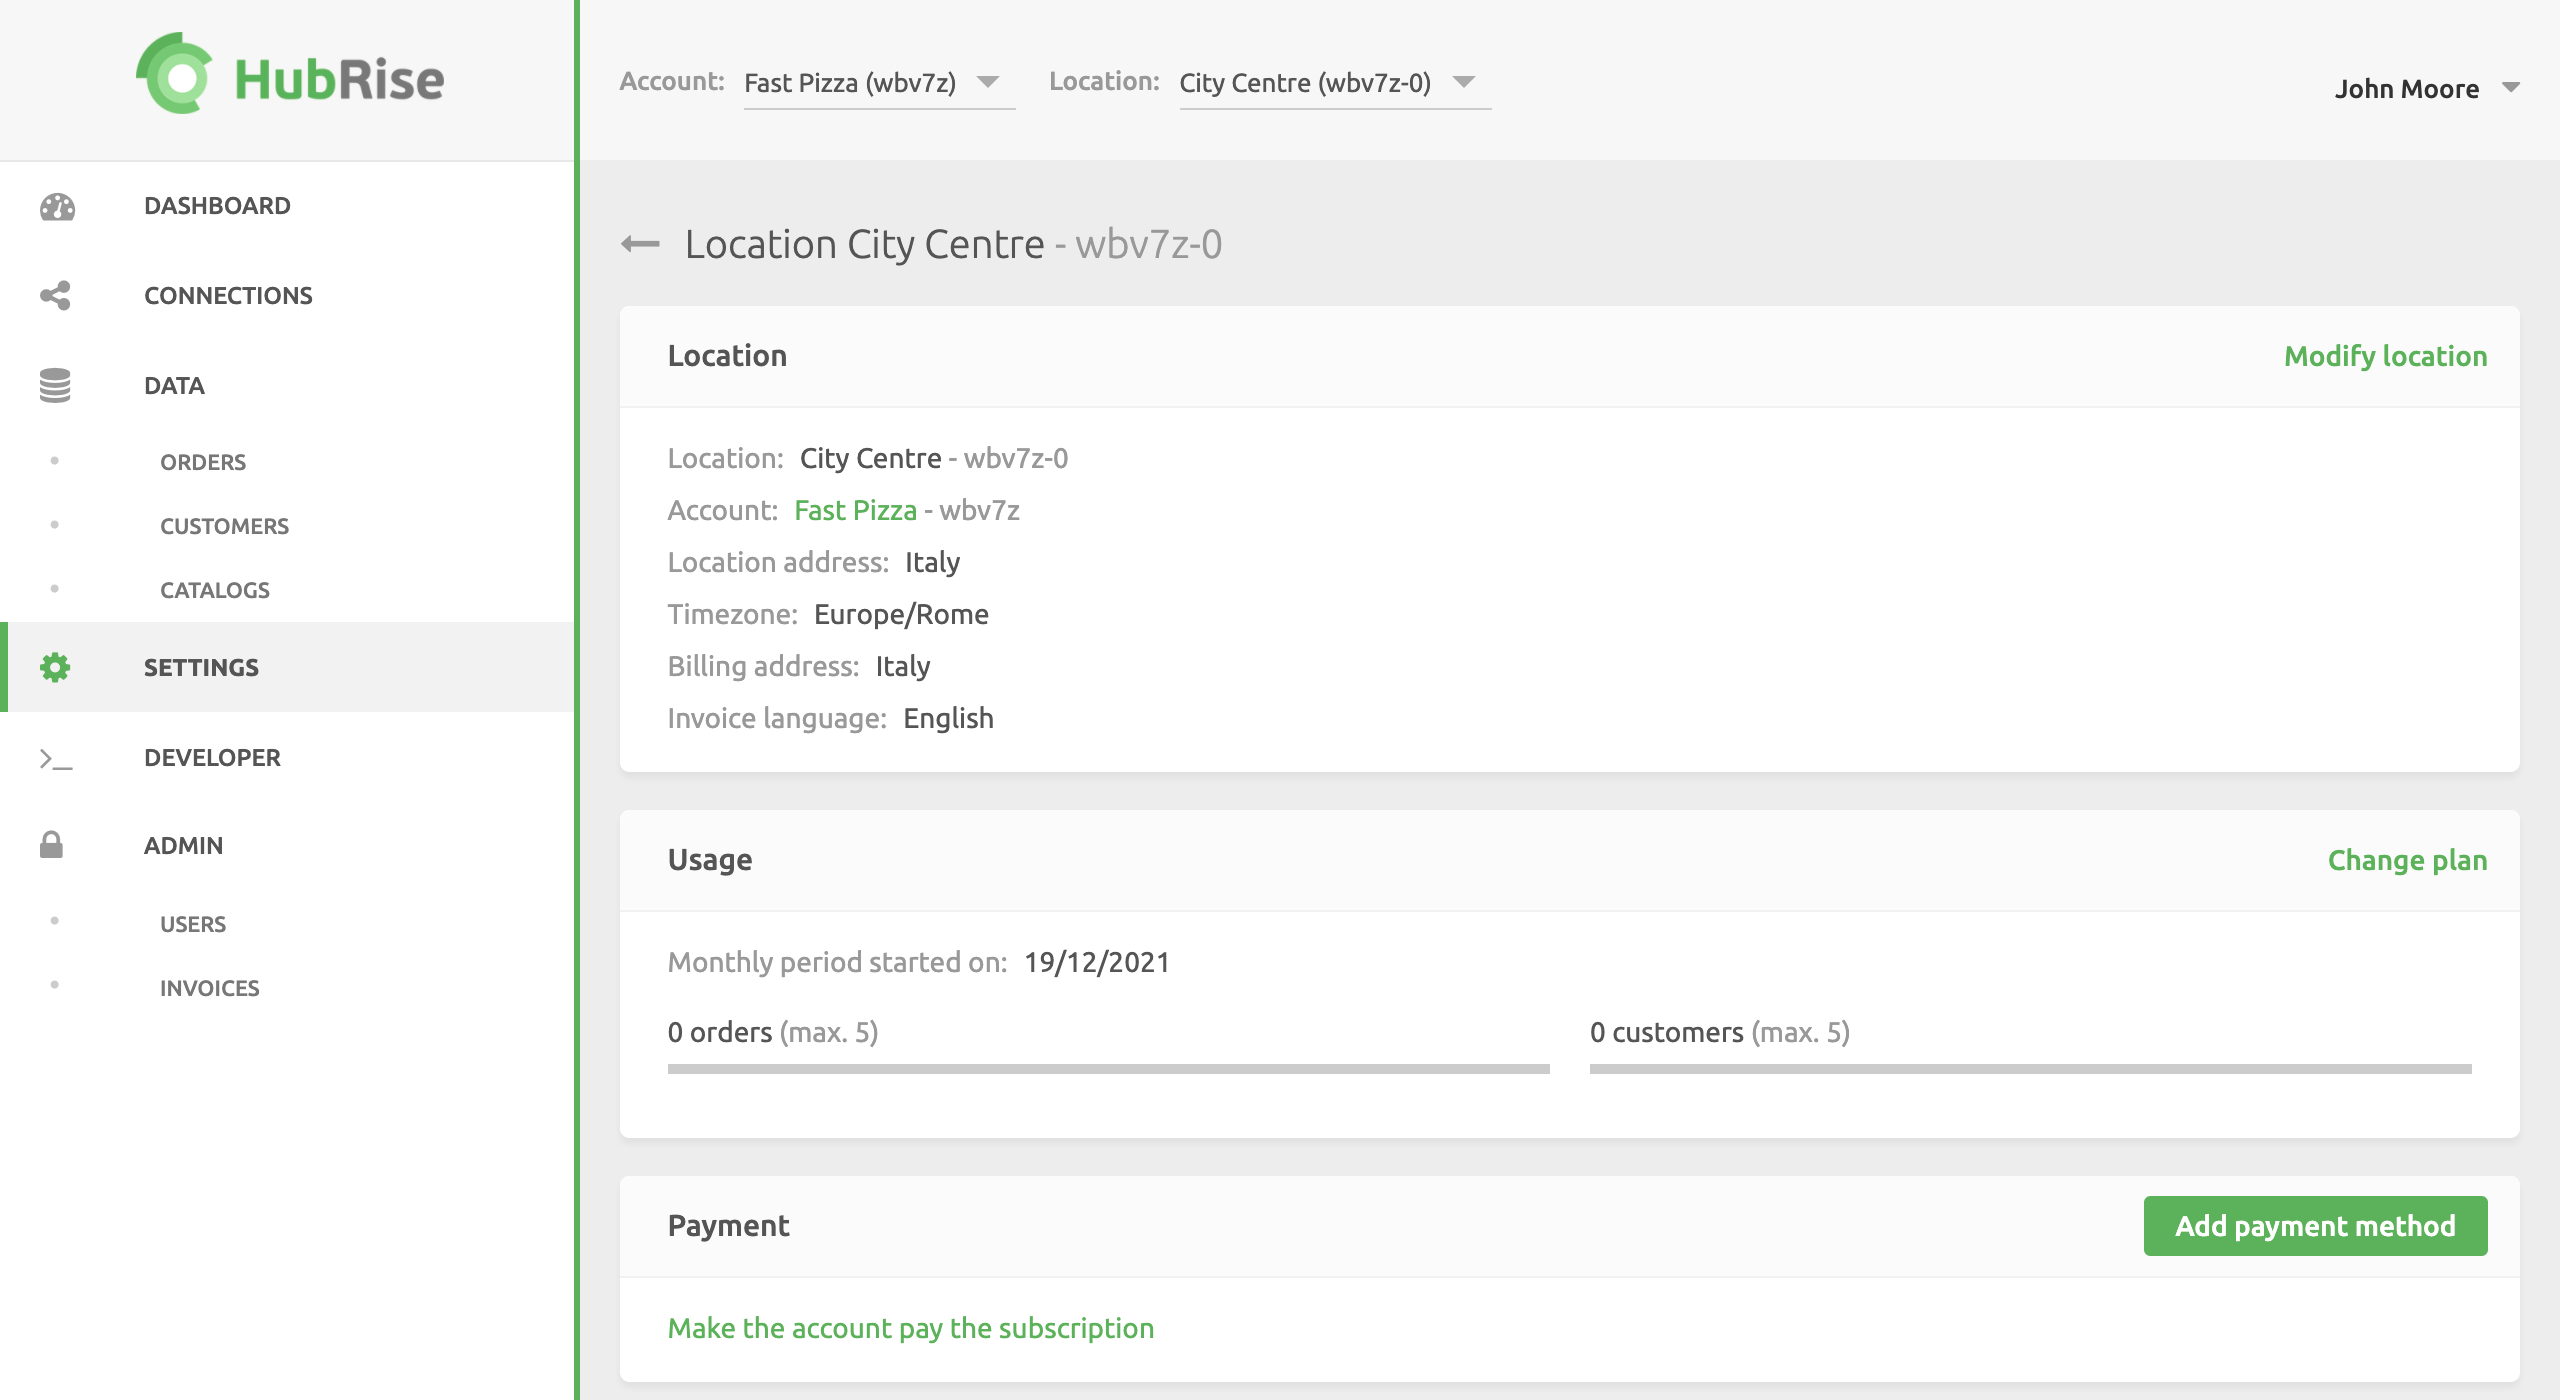 HubRise
Account: Fast Pizza (wbv7z) Location: City Centre (wbv7z-0)
John Moore
DASHBOARD
CONNECTIONS
DATA
ORDERS
CUSTOMERS
CATALOGS
SETTINGS
DEVELOPER
ADMIN
USERS
INVOICES
Location City Centre - wbv7z-0
Location
Modify location
Location: City Centre - wbv7z-0
Account: Fast Pizza - wbv7z
Location address: Italy
Timezone: Europe/Rome
Billing address: Italy
Invoice language: English
Usage
Change plan
Monthly period started on: 19/12/2021
0 orders (max. 5)
0 customers (max. 5)
Payment
Add payment method
Make the account pay the subscription